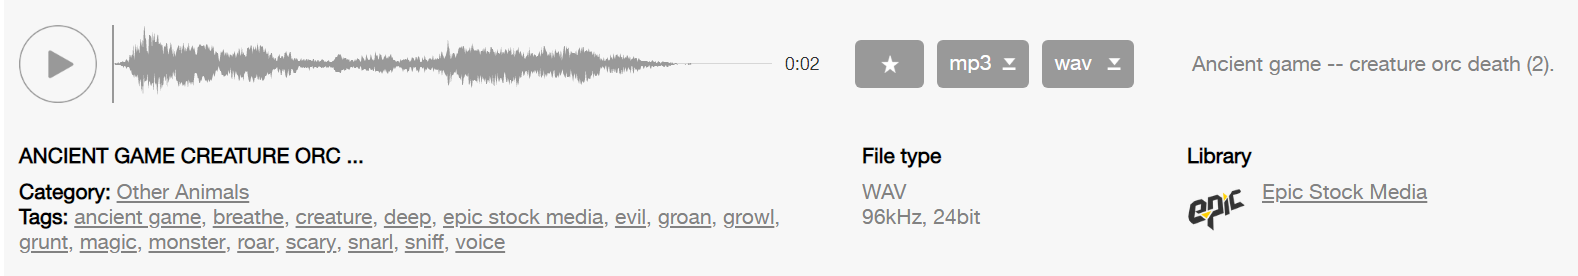 0:02
mp3
wav
Ancient game -- creature orc death (2).
ANCIENT GAME CREATURE ORC ...
Category: Other Animals
Tags: ancient game, breathe, creature, deep, epic stock media, evil, groan, growl,
grunt, magic, monster, roar, scary, snarl, sniff, voice
File type
WAV
96kHz, 24bit
Library
epic
Epic Stock Media